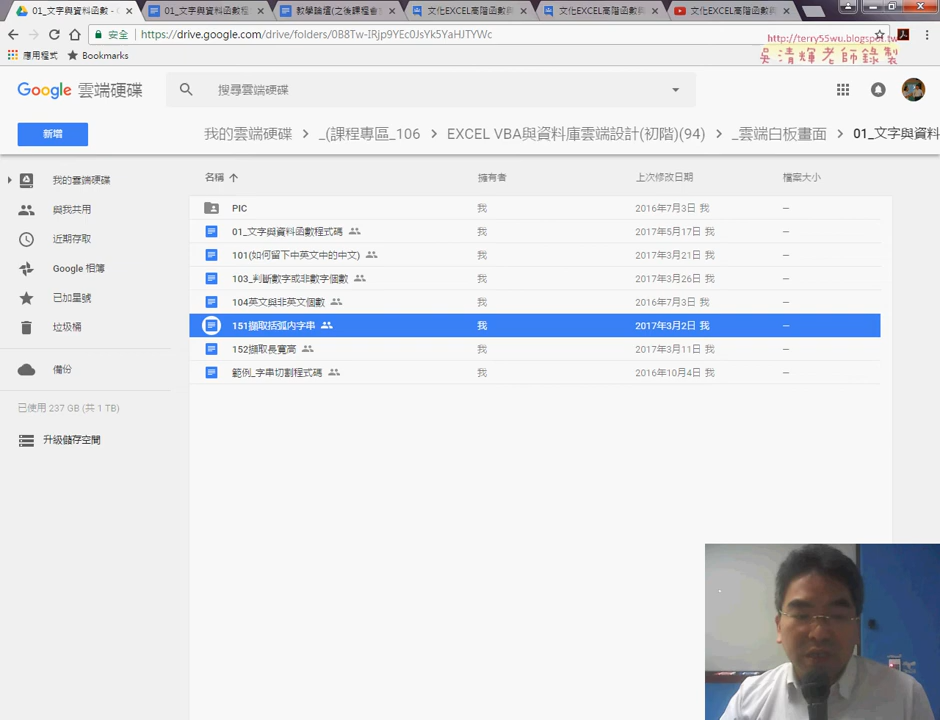 01_文字與資料函數 -
01_文字與資料函數程
教學論壇(之後課程會
文化EXCEL高階函數與
文化EXCEL高階函數與
文化EXCEL高階函數與
安全
https://drive.google.com/drive/folders/0B8Tw-IRjp9YEc0JsYk5YaHJTYWc
http://terry55wu.blogspot.tw
吳清輝老師錄製
應用程式
Bookmarks
Google 雲端硬碟
搜尋雲端硬碟
新增
我的雲端硬碟 > _(課程專區_106 > EXCEL VBA與資料庫雲端設計(初階)(94) > _雲端白板畫面 > 01_文字與資料
我的雲端硬碟
與我共用
近期存取
Google 相簿
已加星號
垃圾桶
備份
已使用 237 GB (共 1 TB)
升級儲存空間
名稱 擁有者 上次修改日期 檔案大小
PIC 我 2016年7月3日 我 —
01_文字與資料函數程式碼 我 2017年5月17日 我 —
101(如何留下中英文中的中文) 我 2017年3月21日 我 —
103_判斷數字或非數字個數 我 2017年3月26日 我 —
104英文與非英文個數 我 2016年7月3日 我 —
151擷取括弧內字串 我 2017年3月2日 我 —
152擷取長寬高 我 2017年3月11日 我 —
範例_字串切割程式碼 我 2016年10月4日 我 —